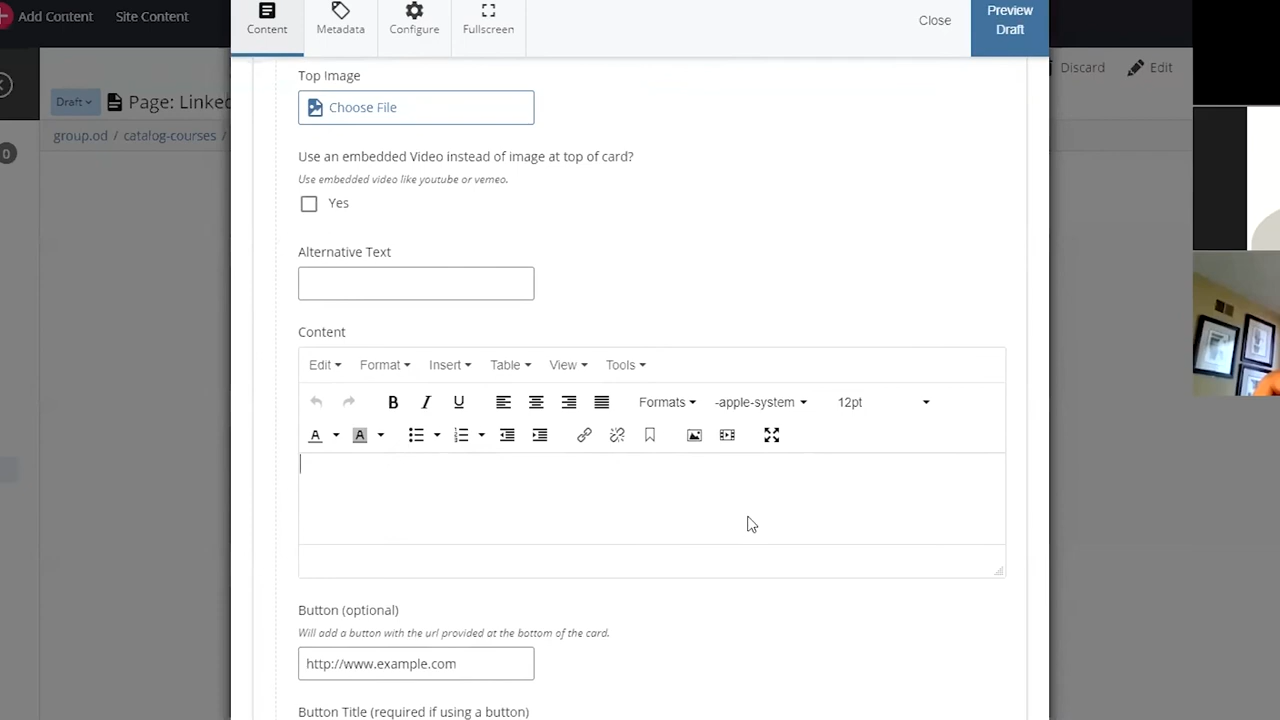 Add Content
Site Content
Content
Metadata
Configure
Fullscreen
Close
Preview
Draft
Discard
Edit
Draft
Page: Linke
group.od / catalog-courses /
0
Top Image
Choose File
Use an embedded Video instead of image at top of card?
Use embedded video like youtube or vemeo.
Yes
Alternative Text
Content
Edit Format Insert Table View Tools
B I U Formats -apple-system 12pt
A A
Button (optional)
Will add a button with the url provided at the bottom of the card.
http://www.example.com
Button Title (required if using a button)